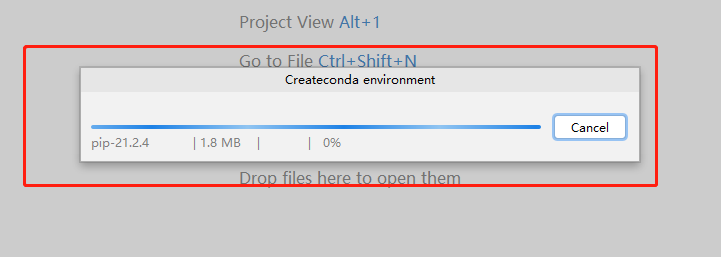 Project View Alt+1
Go to File Ctrl+Shift+N
Createconda environment
Cancel
pip-21.2.4 | 1.8 MB | | 0%
Drop files here to open them